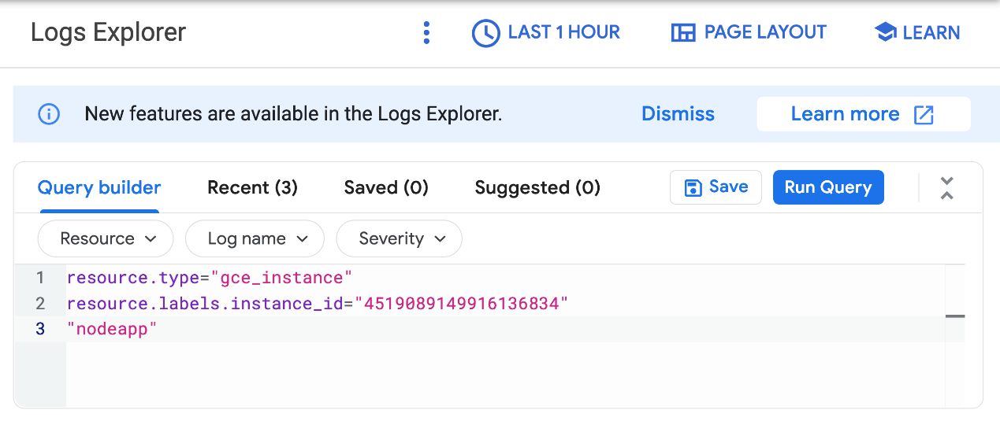 Logs Explorer
LAST 1 HOUR
PAGE LAYOUT
LEARN
New features are available in the Logs Explorer.
Dismiss
Learn more
Query builder
Recent (3)
Saved (0)
Suggested (0)
Save
Run Query
Resource
Log name
Severity
1 resource.type="gce_instance"
2 resource.labels.instance_id="4519089149916136834"
3 "nodeapp"